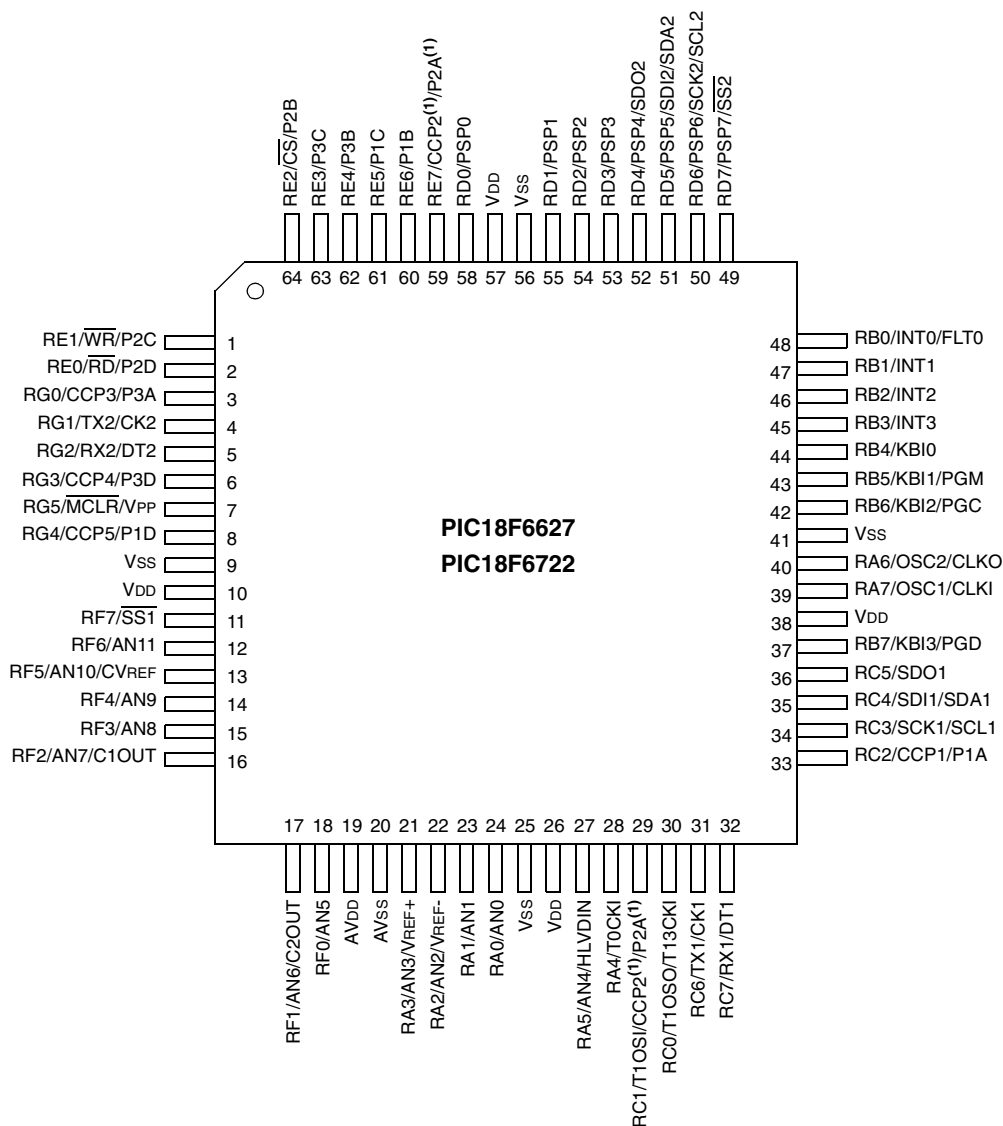 RE2/CS/P2B
RE3/P3C
RE4/P3B
RE5/P1C
RE6/P1B
RE7/CCP2(1)/P2A(1)
RD0/PSP0
VDD
VSS
RD1/PSP1
RD2/PSP2
RD3/PSP3
RD4/PSP4/SDO2
RD5/PSP5/SDI2/SDA2
RD6/PSP6/SCK2/SCL2
RD7/PSP7/SS2
64 63 62 61 60 59 58 57 56 55 54 53 52 51 50 49
RE1/WR/P2C 1
RE0/RD/P2D 2
RG0/CCP3/P3A 3
RG1/TX2/CK2 4
RG2/RX2/DT2 5
RG3/CCP4/P3D 6
RG5/MCLR/VPP 7
RG4/CCP5/P1D 8
VSS 9
VDD 10
RF7/SS1 11
RF6/AN11 12
RF5/AN10/CVREF 13
RF4/AN9 14
RF3/AN8 15
RF2/AN7/C1OUT 16
PIC18F6627
PIC18F6722
48 RB0/INT0/FLT0
47 RB1/INT1
46 RB2/INT2
45 RB3/INT3
44 RB4/KBI0
43 RB5/KBI1/PGM
42 RB6/KBI2/PGC
41 VSS
40 RA6/OSC2/CLKO
39 RA7/OSC1/CLKI
38 VDD
37 RB7/KBI3/PGD
36 RC5/SDO1
35 RC4/SDI1/SDA1
34 RC3/SCK1/SCL1
33 RC2/CCP1/P1A
17 18 19 20 21 22 23 24 25 26 27 28 29 30 31 32
RF1/AN6/C2OUT
RF0/AN5
AVDD
AVSS
RA3/AN3/VREF+
RA2/AN2/VREF-
RA1/AN1
RA0/AN0
VSS
VDD
RA5/AN4/HLVDIN
RA4/T0CKI
RC1/T1OSI/CCP2(1)/P2A(1)
RC0/T1OSO/T13CKI
RC6/TX1/CK1
RC7/RX1/DT1